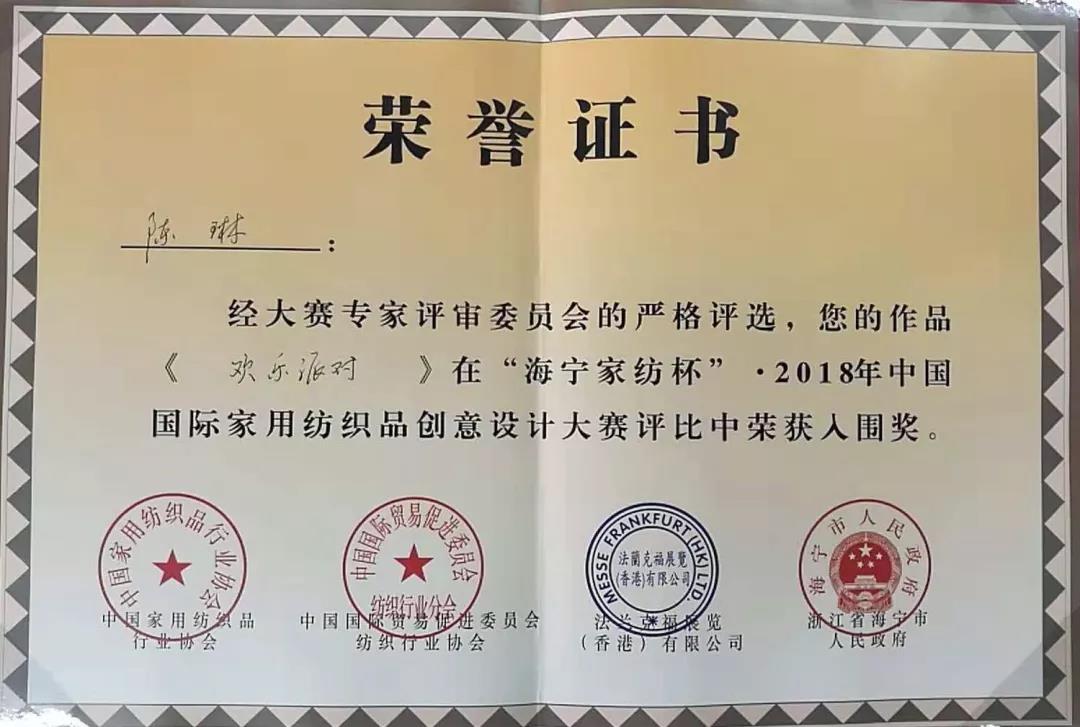 荣誉证书
陈琳：
经大赛专家评审委员会的严格评选，您的作品
《欢乐派对》在“海宁家纺杯”·2018年中国
国际家用纺织品创意设计大赛评比中荣获入围奖。
中国家用纺织品行业协会
中国国际贸易促进委员会
纺织行业分会
MESSE FRANKFURT (HK) LTD
法蘭克福展覽
(香港)有限公司
海宁市人民政府
中国家用纺织品
行业协会
中国国际贸易促进委员会
纺织行业协会
法兰克福展览
（香港）有限公司
浙江省海宁市
人民政府